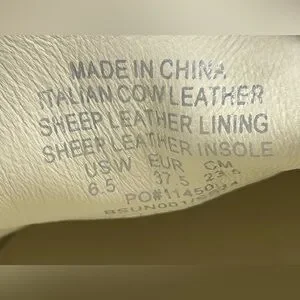 MADE IN CHINA
ITALIAN COW LEATHER
SHEEP LEATHER LINING
SHEEP LEATHER INSOLE
USW EUR CM
6.5 37.5 23.5